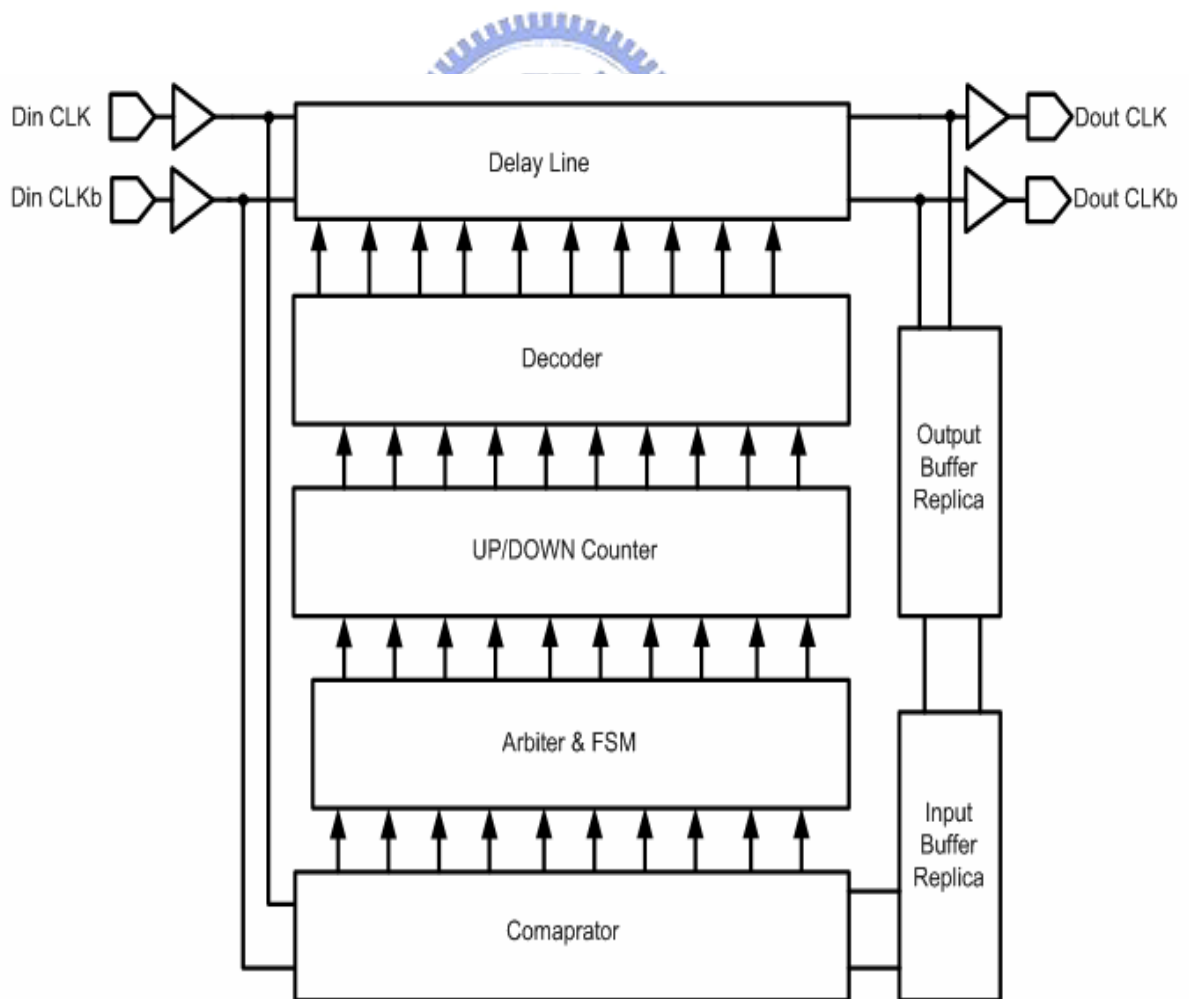 Din CLK
Dout CLK
Delay Line
Din CLKb
Dout CLKb
Decoder
Output
Buffer
Replica
UP/DOWN Counter
Arbiter & FSM
Input
Buffer
Replica
Comaprator